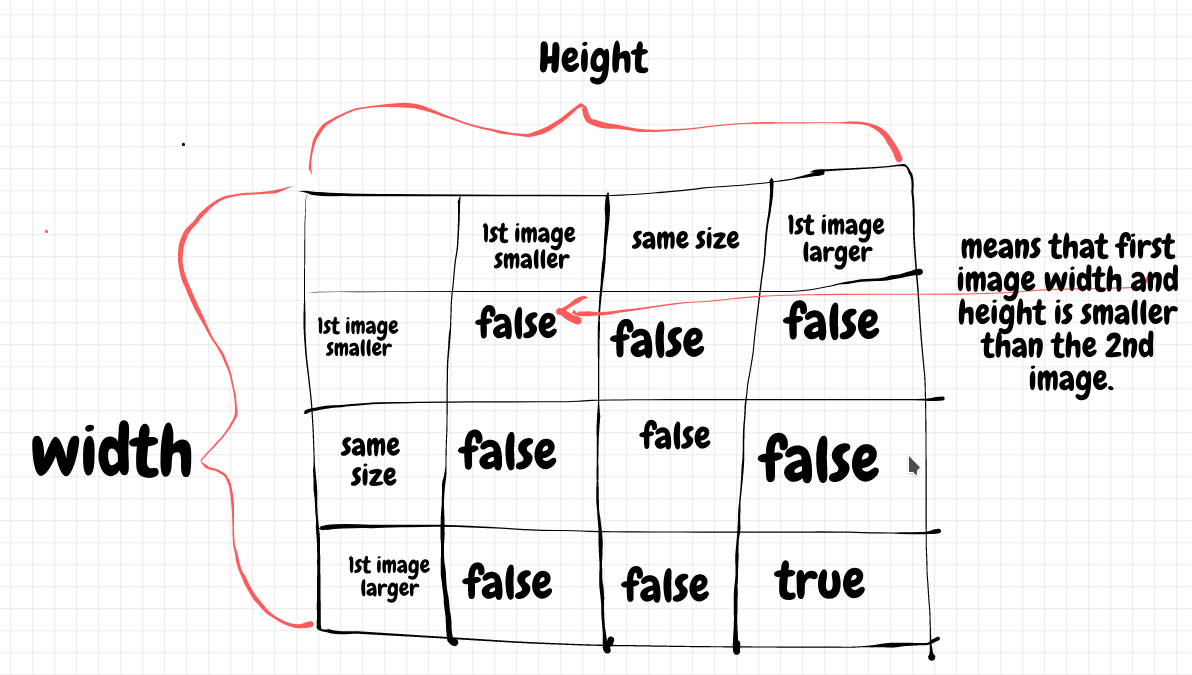 Height
1st image
smaller
same size
1st image
larger
means that first
image width and
height is smaller
than the 2nd
image.
1st image
smaller
false
false
false
width
same
size
false
false
false
1st image
larger
false
false
true